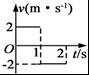 v(m·s⁻¹)
2
O 1 2 t/s
-2